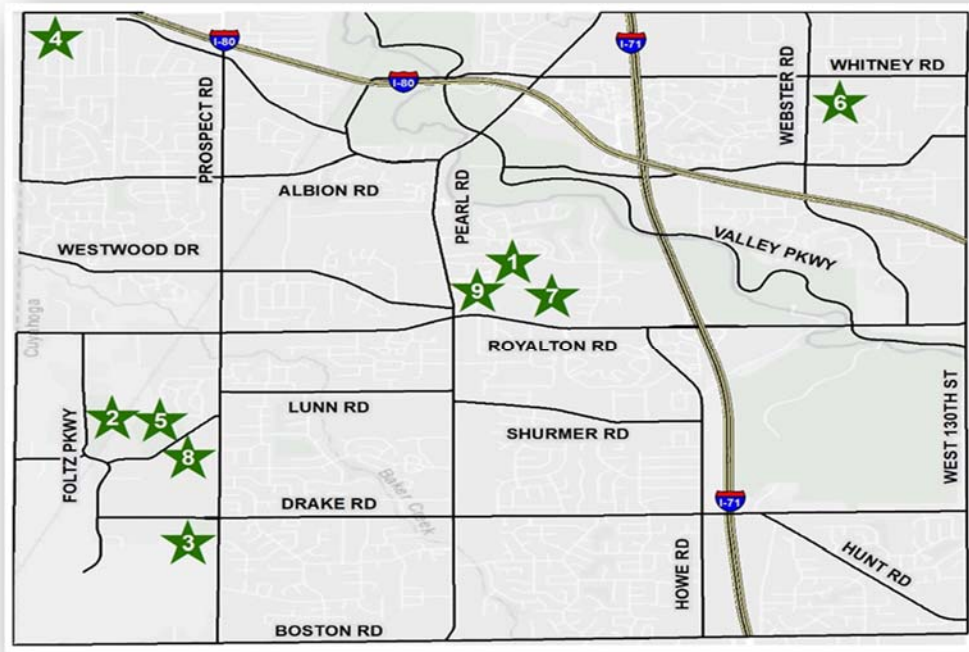 4
I-80
I-71
WEBSTER RD
WHITNEY RD
6
PROSPECT RD
I-80
ALBION RD
PEARL RD
WESTWOOD DR
VALLEY PKWY
1
9
7
Cuyahoga
ROYALTON RD
LUNN RD
2
5
SHURMER RD
8
FOLTZ PKWY
WEST 130TH ST
Baker Creek
DRAKE RD
I-71
3
HOWE RD
HUNT RD
BOSTON RD